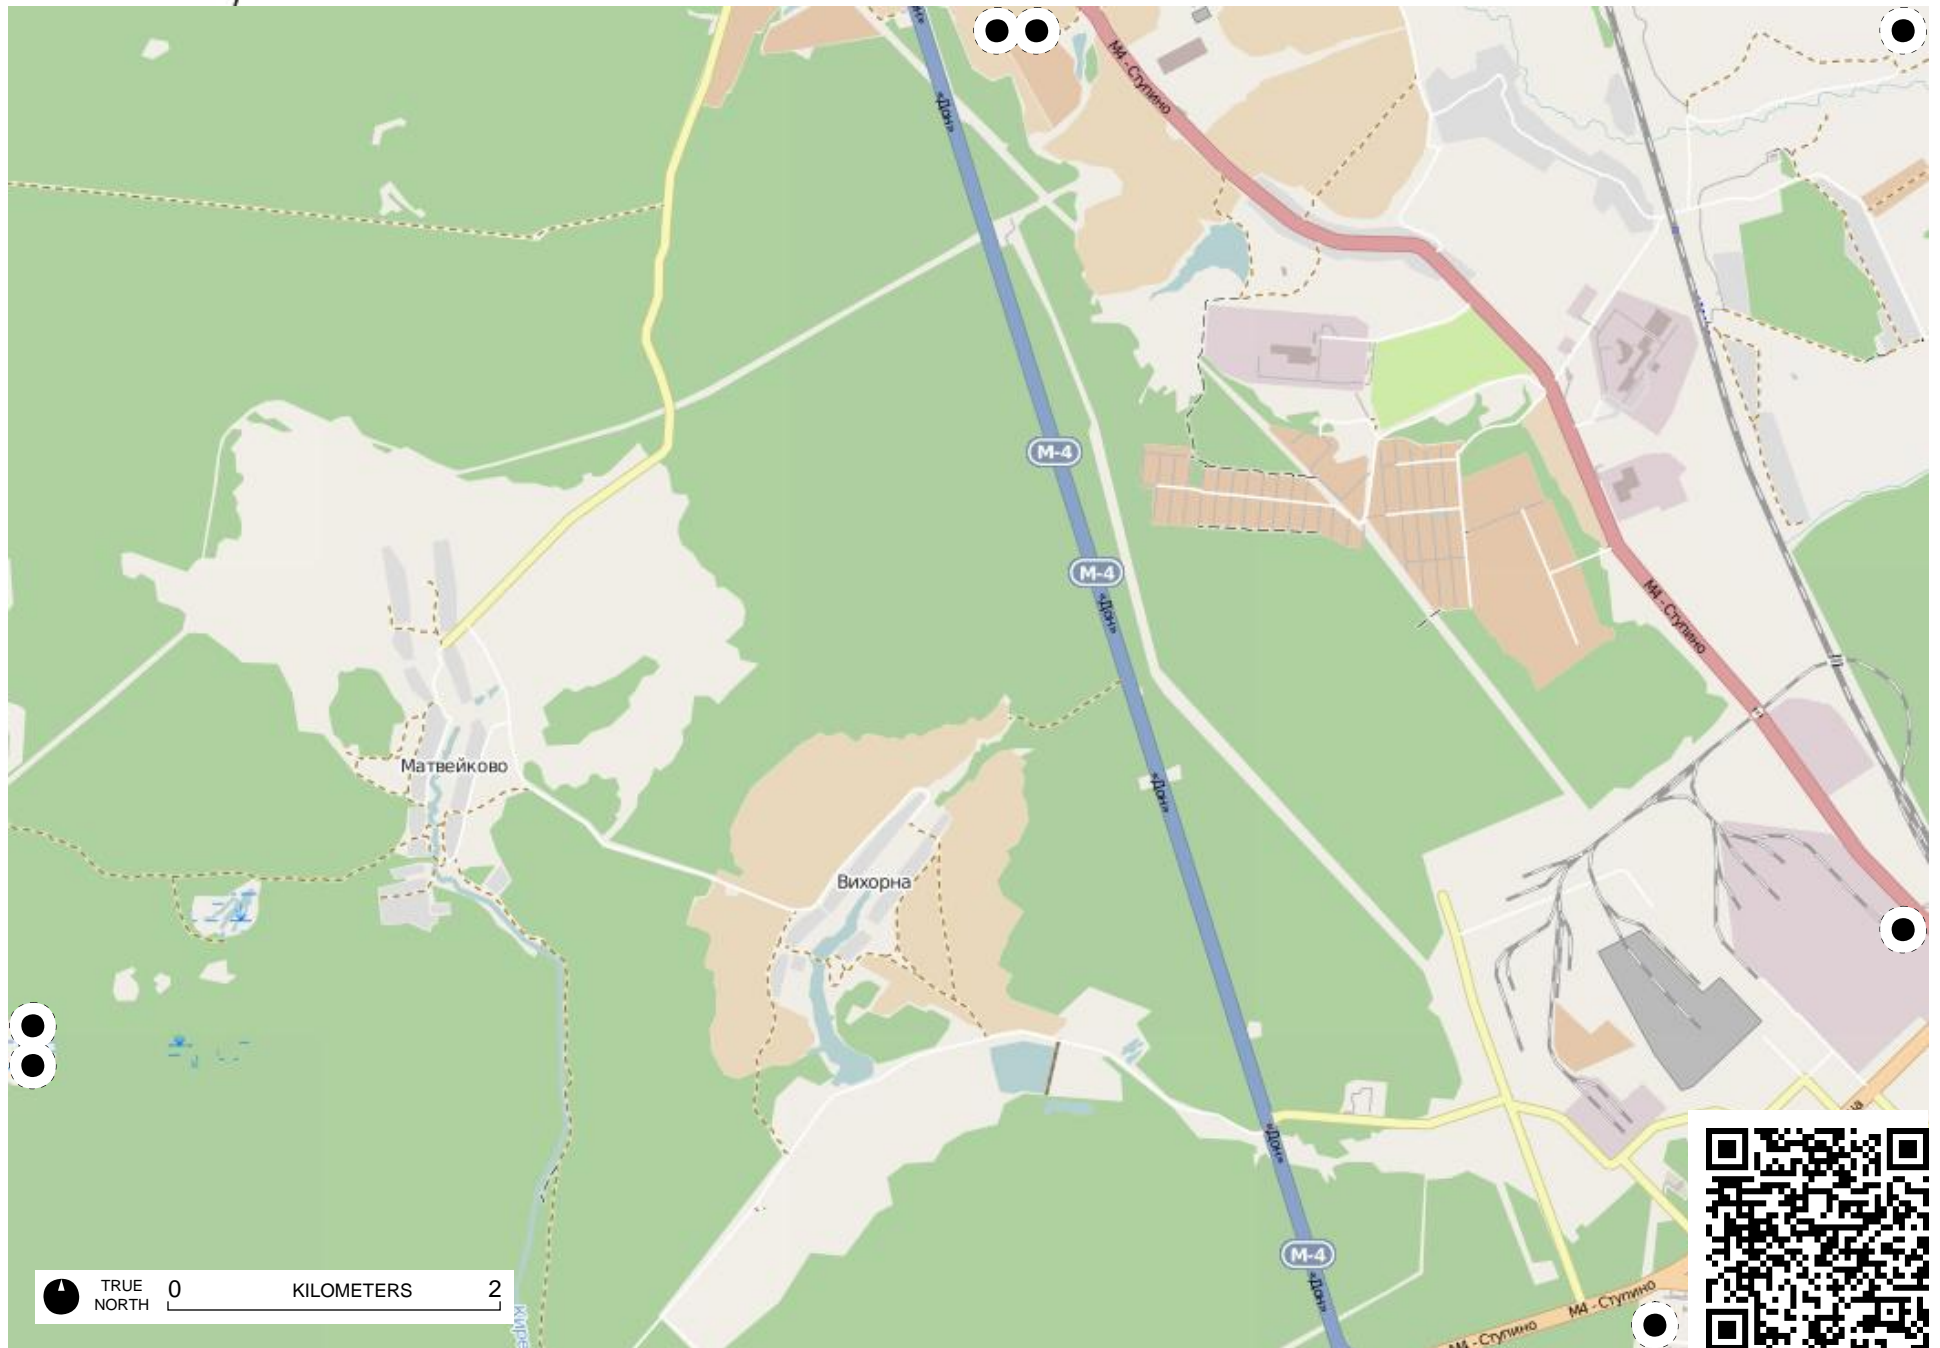 «Дон»
М4 - Ступино
М-4
М-4
«Дон»
М4 - Ступино
Матвейково
«Дон»
Вихорна
«Дон»
М-4
«Дон»
М4 - Ступино
М4 - Ступино
TRUE NORTH
0 KILOMETERS 2